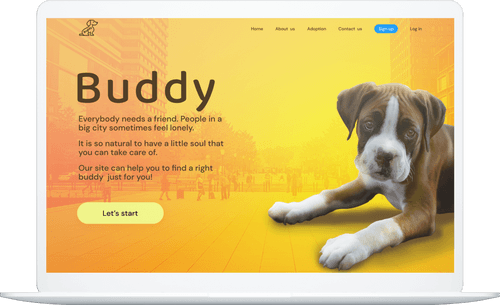 Home About us Adoption Contact us Sign up Log in
Buddy
Everybody needs a friend. People in a
big city sometimes feel lonely.
It is so natural to have a little soul that
you can take care of.
Our site can help you to find a right
buddy just for you!
Let's start